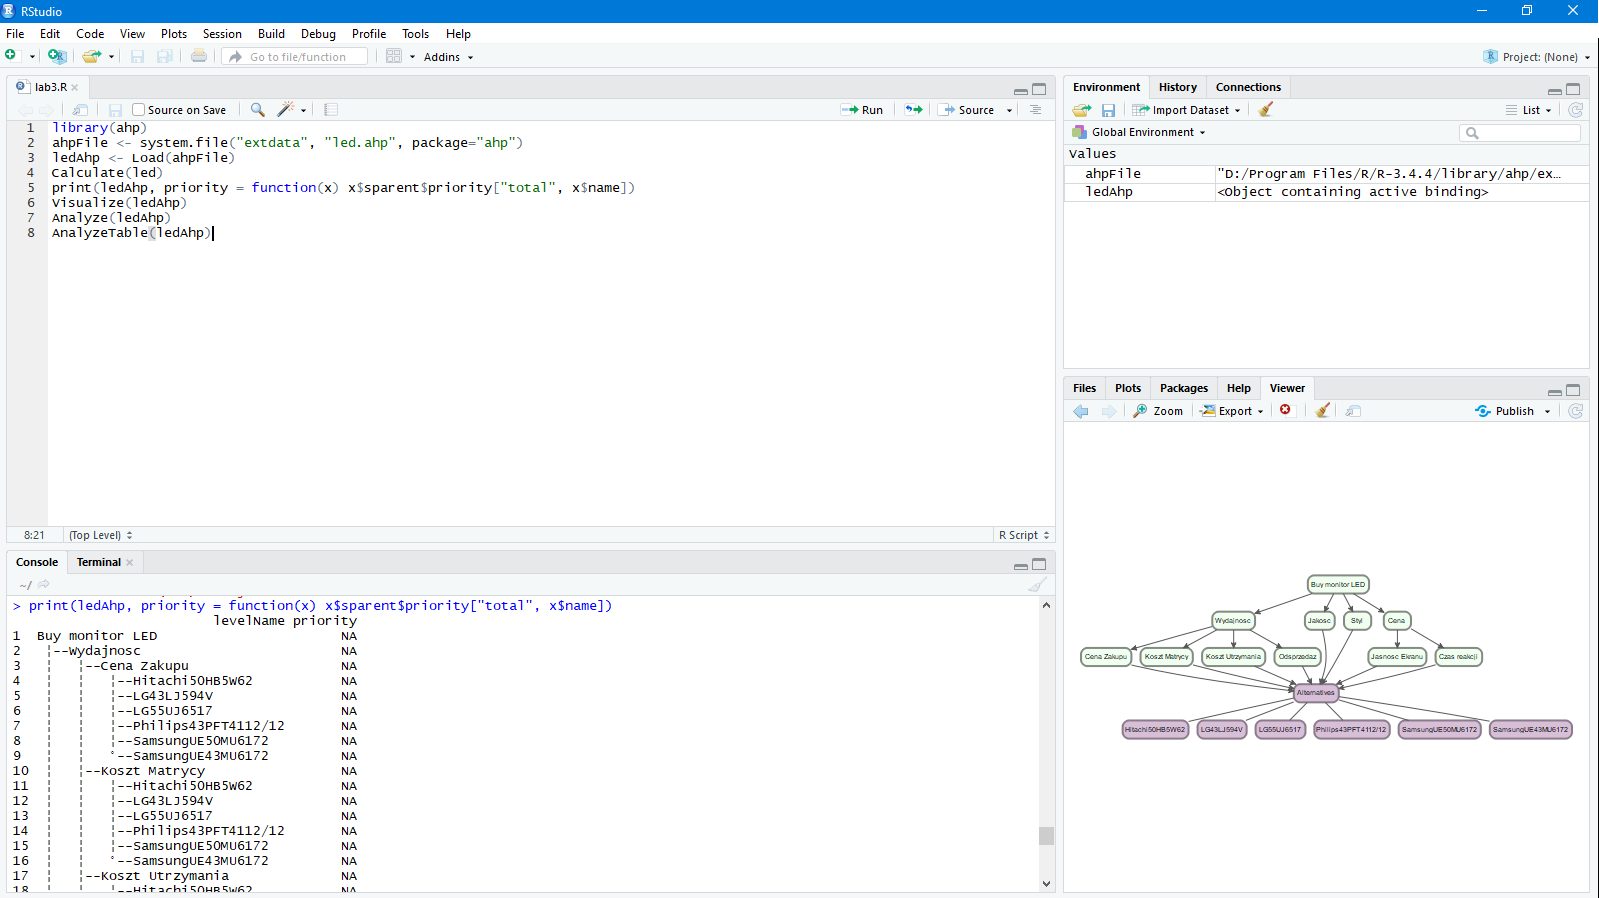 RStudio
File Edit Code View Plots Session Build Debug Profile Tools Help
Go to file/function Addins Project: (None)
lab3.R
Source on Save Run Source
1 library(ahp)
2 ahpFile <- system.file("extdata", "led.ahp", package="ahp")
3 ledAhp <- Load(ahpFile)
4 Calculate(led)
5 print(ledAhp, priority = function(x) x$sparent$priority["total", x$name])
6 Visualize(ledAhp)
7 Analyze(ledAhp)
8 AnalyzeTable(ledAhp)
8:21 (Top Level) R Script
Console Terminal
~/
> print(ledAhp, priority = function(x) x$sparent$priority["total", x$name])
levelName priority
1 Buy monitor LED NA
2 ¦--Wydajnosc NA
3 ¦ ¦--Cena Zakupu NA
4 ¦ ¦ ¦--Hitachi50HB5W62 NA
5 ¦ ¦ ¦--LG43LJ594V NA
6 ¦ ¦ ¦--LG55UJ6517 NA
7 ¦ ¦ ¦--Philips43PFT4112/12 NA
8 ¦ ¦ ¦--SamsungUE50MU6172 NA
9 ¦ ¦ °--SamsungUE43MU6172 NA
10 ¦ ¦--Koszt Matrycy NA
11 ¦ ¦ ¦--Hitachi50HB5W62 NA
12 ¦ ¦ ¦--LG43LJ594V NA
13 ¦ ¦ ¦--LG55UJ6517 NA
14 ¦ ¦ ¦--Philips43PFT4112/12 NA
15 ¦ ¦ ¦--SamsungUE50MU6172 NA
16 ¦ ¦ °--SamsungUE43MU6172 NA
17 ¦ ¦--Koszt Utrzymania NA
18 ¦ ¦ ¦--Hitachi50HB5W62 NA
Environment History Connections
Import Dataset List
Global Environment
Values
ahpFile "D:/Program Files/R/R-3.4.4/library/ahp/ex…
ledAhp <Object containing active binding>
Files Plots Packages Help Viewer
Zoom Export Publish
Buy monitor LED
Wydajnosc Jakosc Styl Cena
Cena Zakupu Koszt Matrycy Koszt Utrzymania Odsprzedaz Jasnosc Ekranu Czas reakcji
Alternatives
Hitachi50HB5W62 LG43LJ594V LG55UJ6517 Philips43PFT4112/12 SamsungUE50MU6172 SamsungUE43MU6172